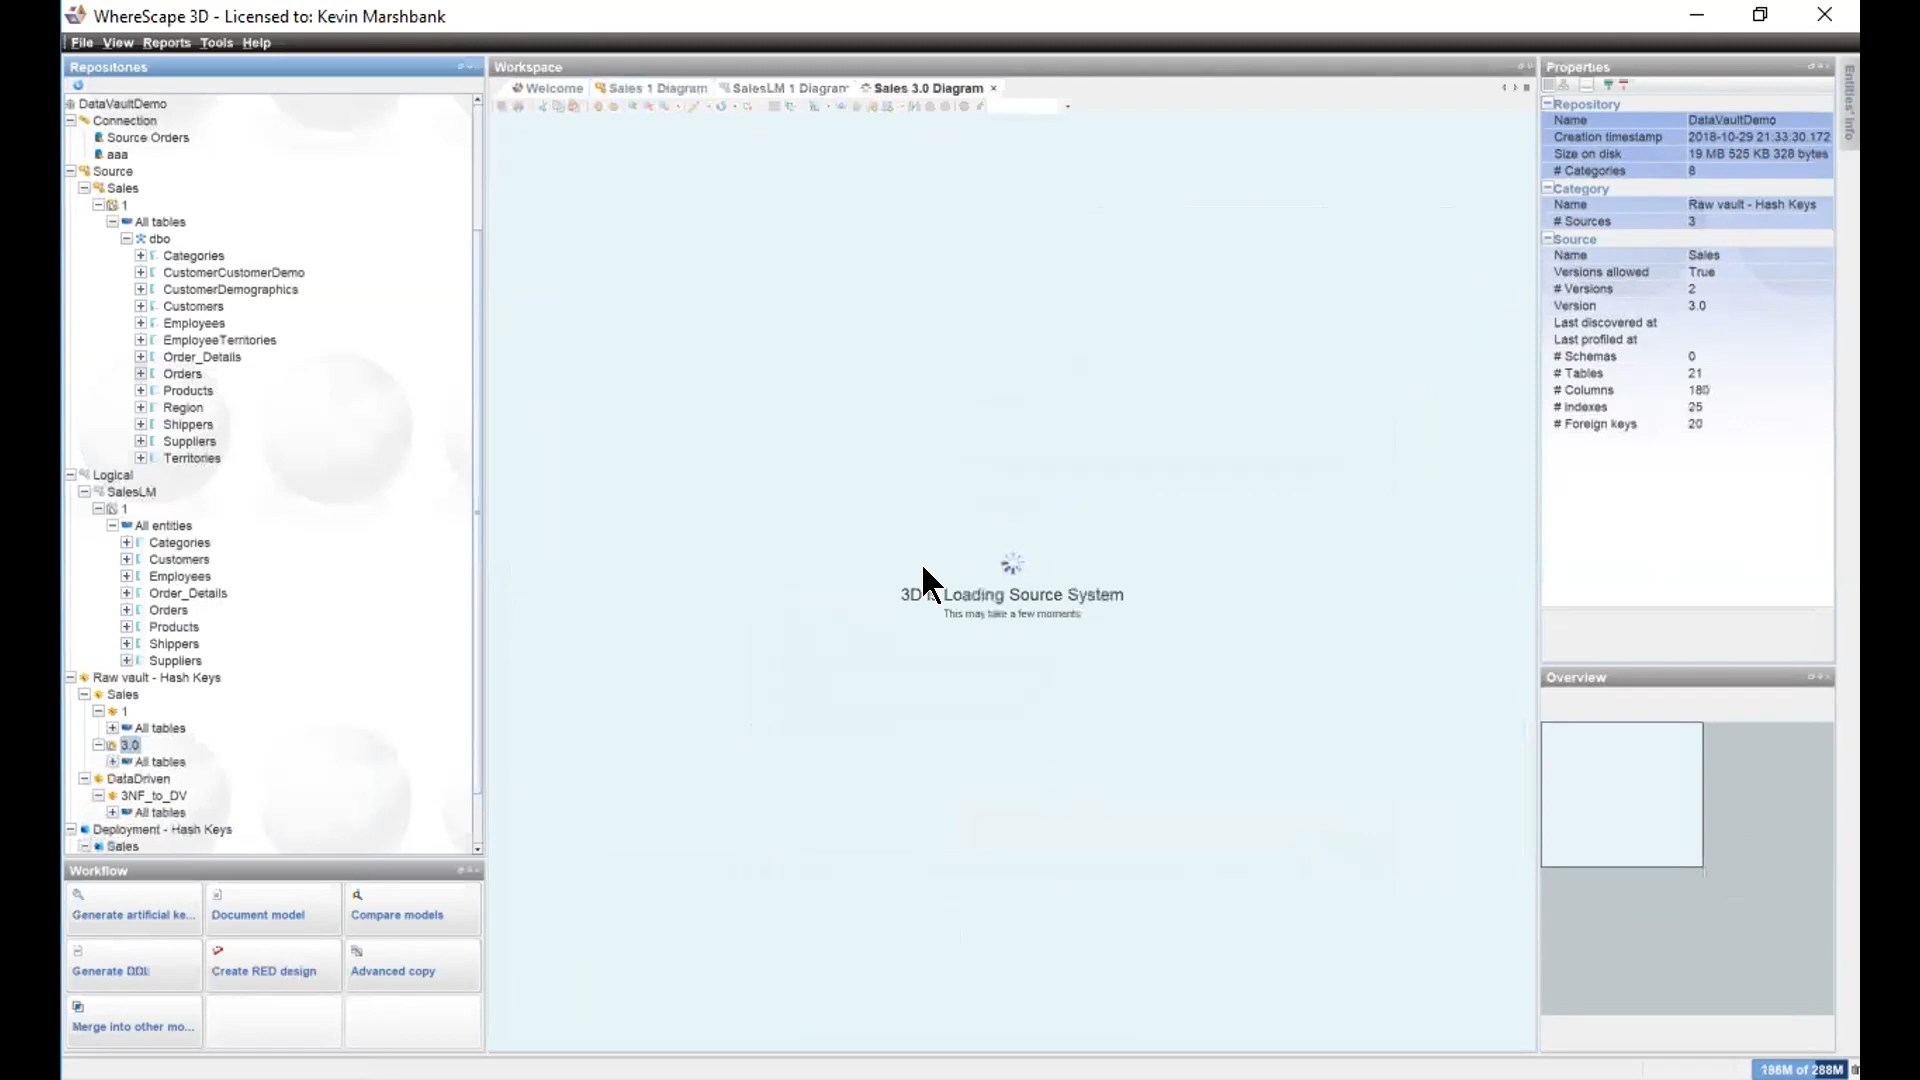 WhereScape 3D - Licensed to: Kevin Marshbank
File View Reports Tools Help
Repositories
DataVaultDemo
Connection
Source Orders
aaa
Source
Sales
1
All tables
dbo
Categories
CustomerCustomerDemo
CustomerDemographics
Customers
Employees
EmployeeTerritories
Order_Details
Orders
Products
Region
Shippers
Suppliers
Territories
Logical
SalesLM
1
All entities
Categories
Customers
Employees
Order_Details
Orders
Products
Shippers
Suppliers
Raw vault - Hash Keys
Sales
1
All tables
3.0
All tables
DataDriven
3NF_to_DV
All tables
Deployment - Hash Keys
Sales
Workflow
Generate artificial ke... Document model Compare models
Generate DDL Create RED design Advanced copy
Merge into other mo...
Workspace
Welcome Sales 1 Diagram SalesLM 1 Diagram Sales 3.0 Diagram
3D is Loading Source System
This may take a few moments
Properties
Repository
Name DataVaultDemo
Creation timestamp 2018-10-29 21:33:30.172
Size on disk 19 MB 525 KB 328 bytes
# Categories 8
Category
Name Raw vault - Hash Keys
# Sources 3
Source
Name Sales
Versions allowed True
# Versions 2
Version 3.0
Last discovered at
Last profiled at
# Schemas 0
# Tables 21
# Columns 180
# Indexes 25
# Foreign keys 20
Overview
Entities' Info
196M of 288M